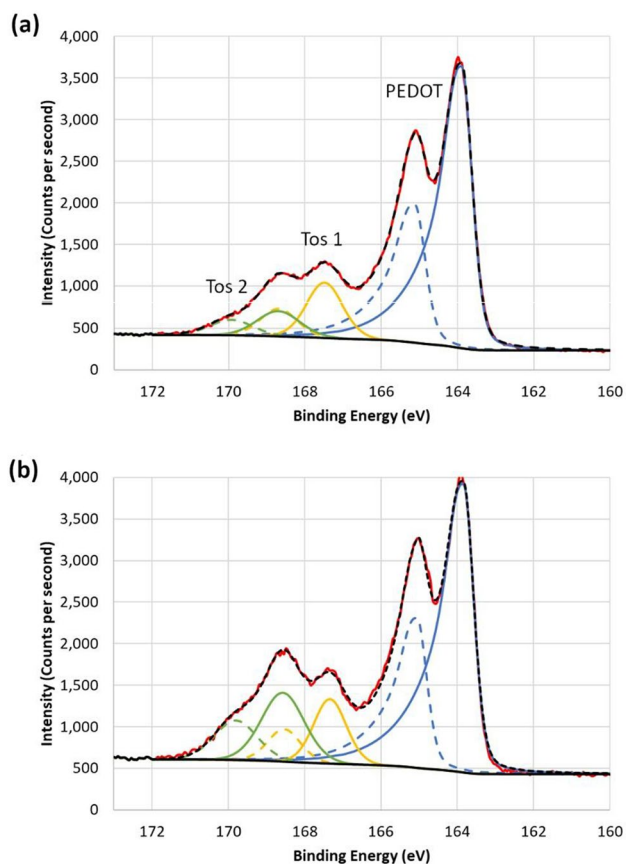 (a)
4,000
3,500
3,000
2,500
2,000
1,500
1,000
500
0
Intensity (Counts per second)
PEDOT
Tos 1
Tos 2
172 170 168 166 164 162 160
Binding Energy (eV)
(b)
4,000
3,500
3,000
2,500
2,000
1,500
1,000
500
0
Intensity (Counts per second)
172 170 168 166 164 162 160
Binding Energy (eV)